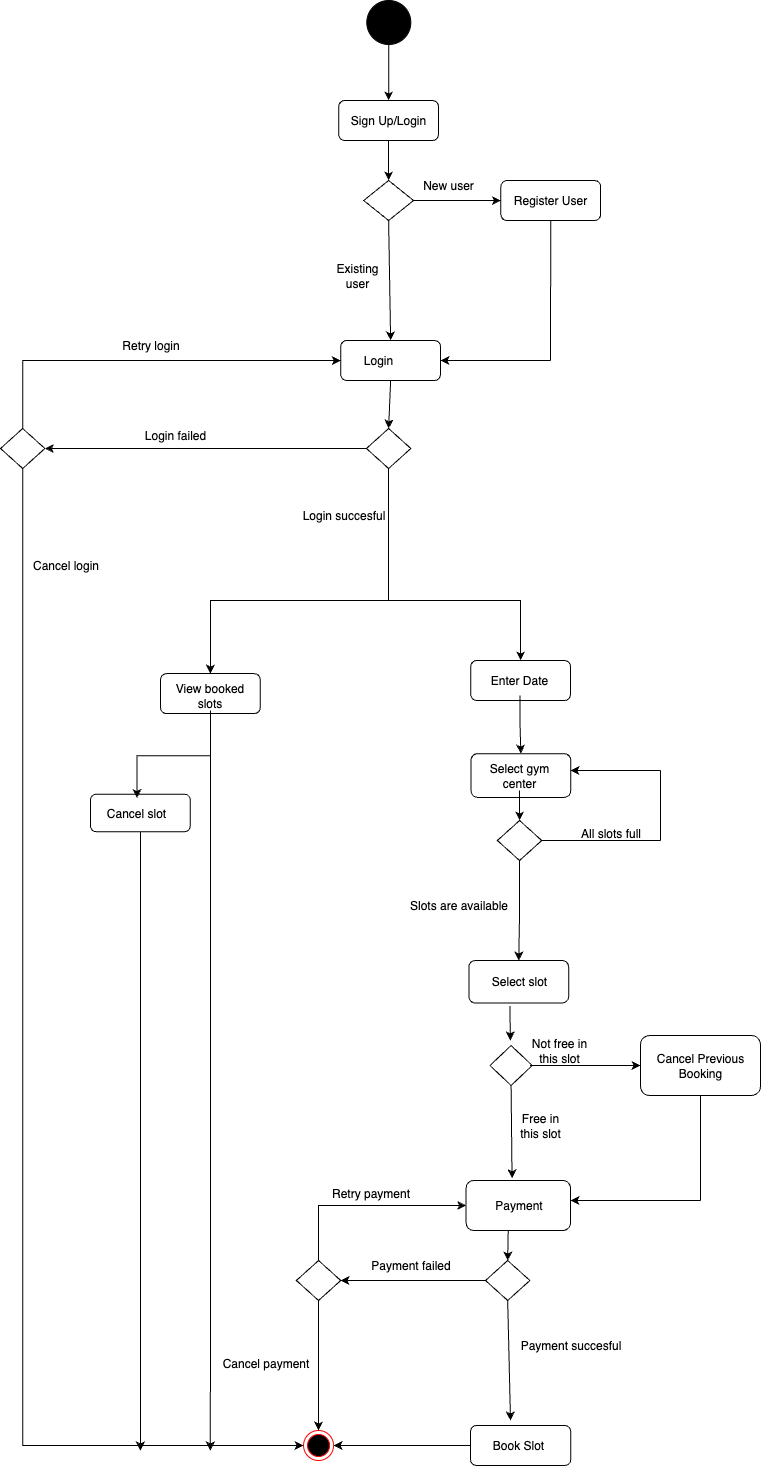 Sign Up/Login
New user
Register User
Existing
user
Retry login
Login
Login failed
Login succesful
Cancel login
View booked
slots
Enter Date
Select gym
center
Cancel slot
All slots full
Slots are available
Select slot
Not free in
this slot
Cancel Previous
Booking
Free in
this slot
Retry payment
Payment
Payment failed
Payment succesful
Cancel payment
Book Slot